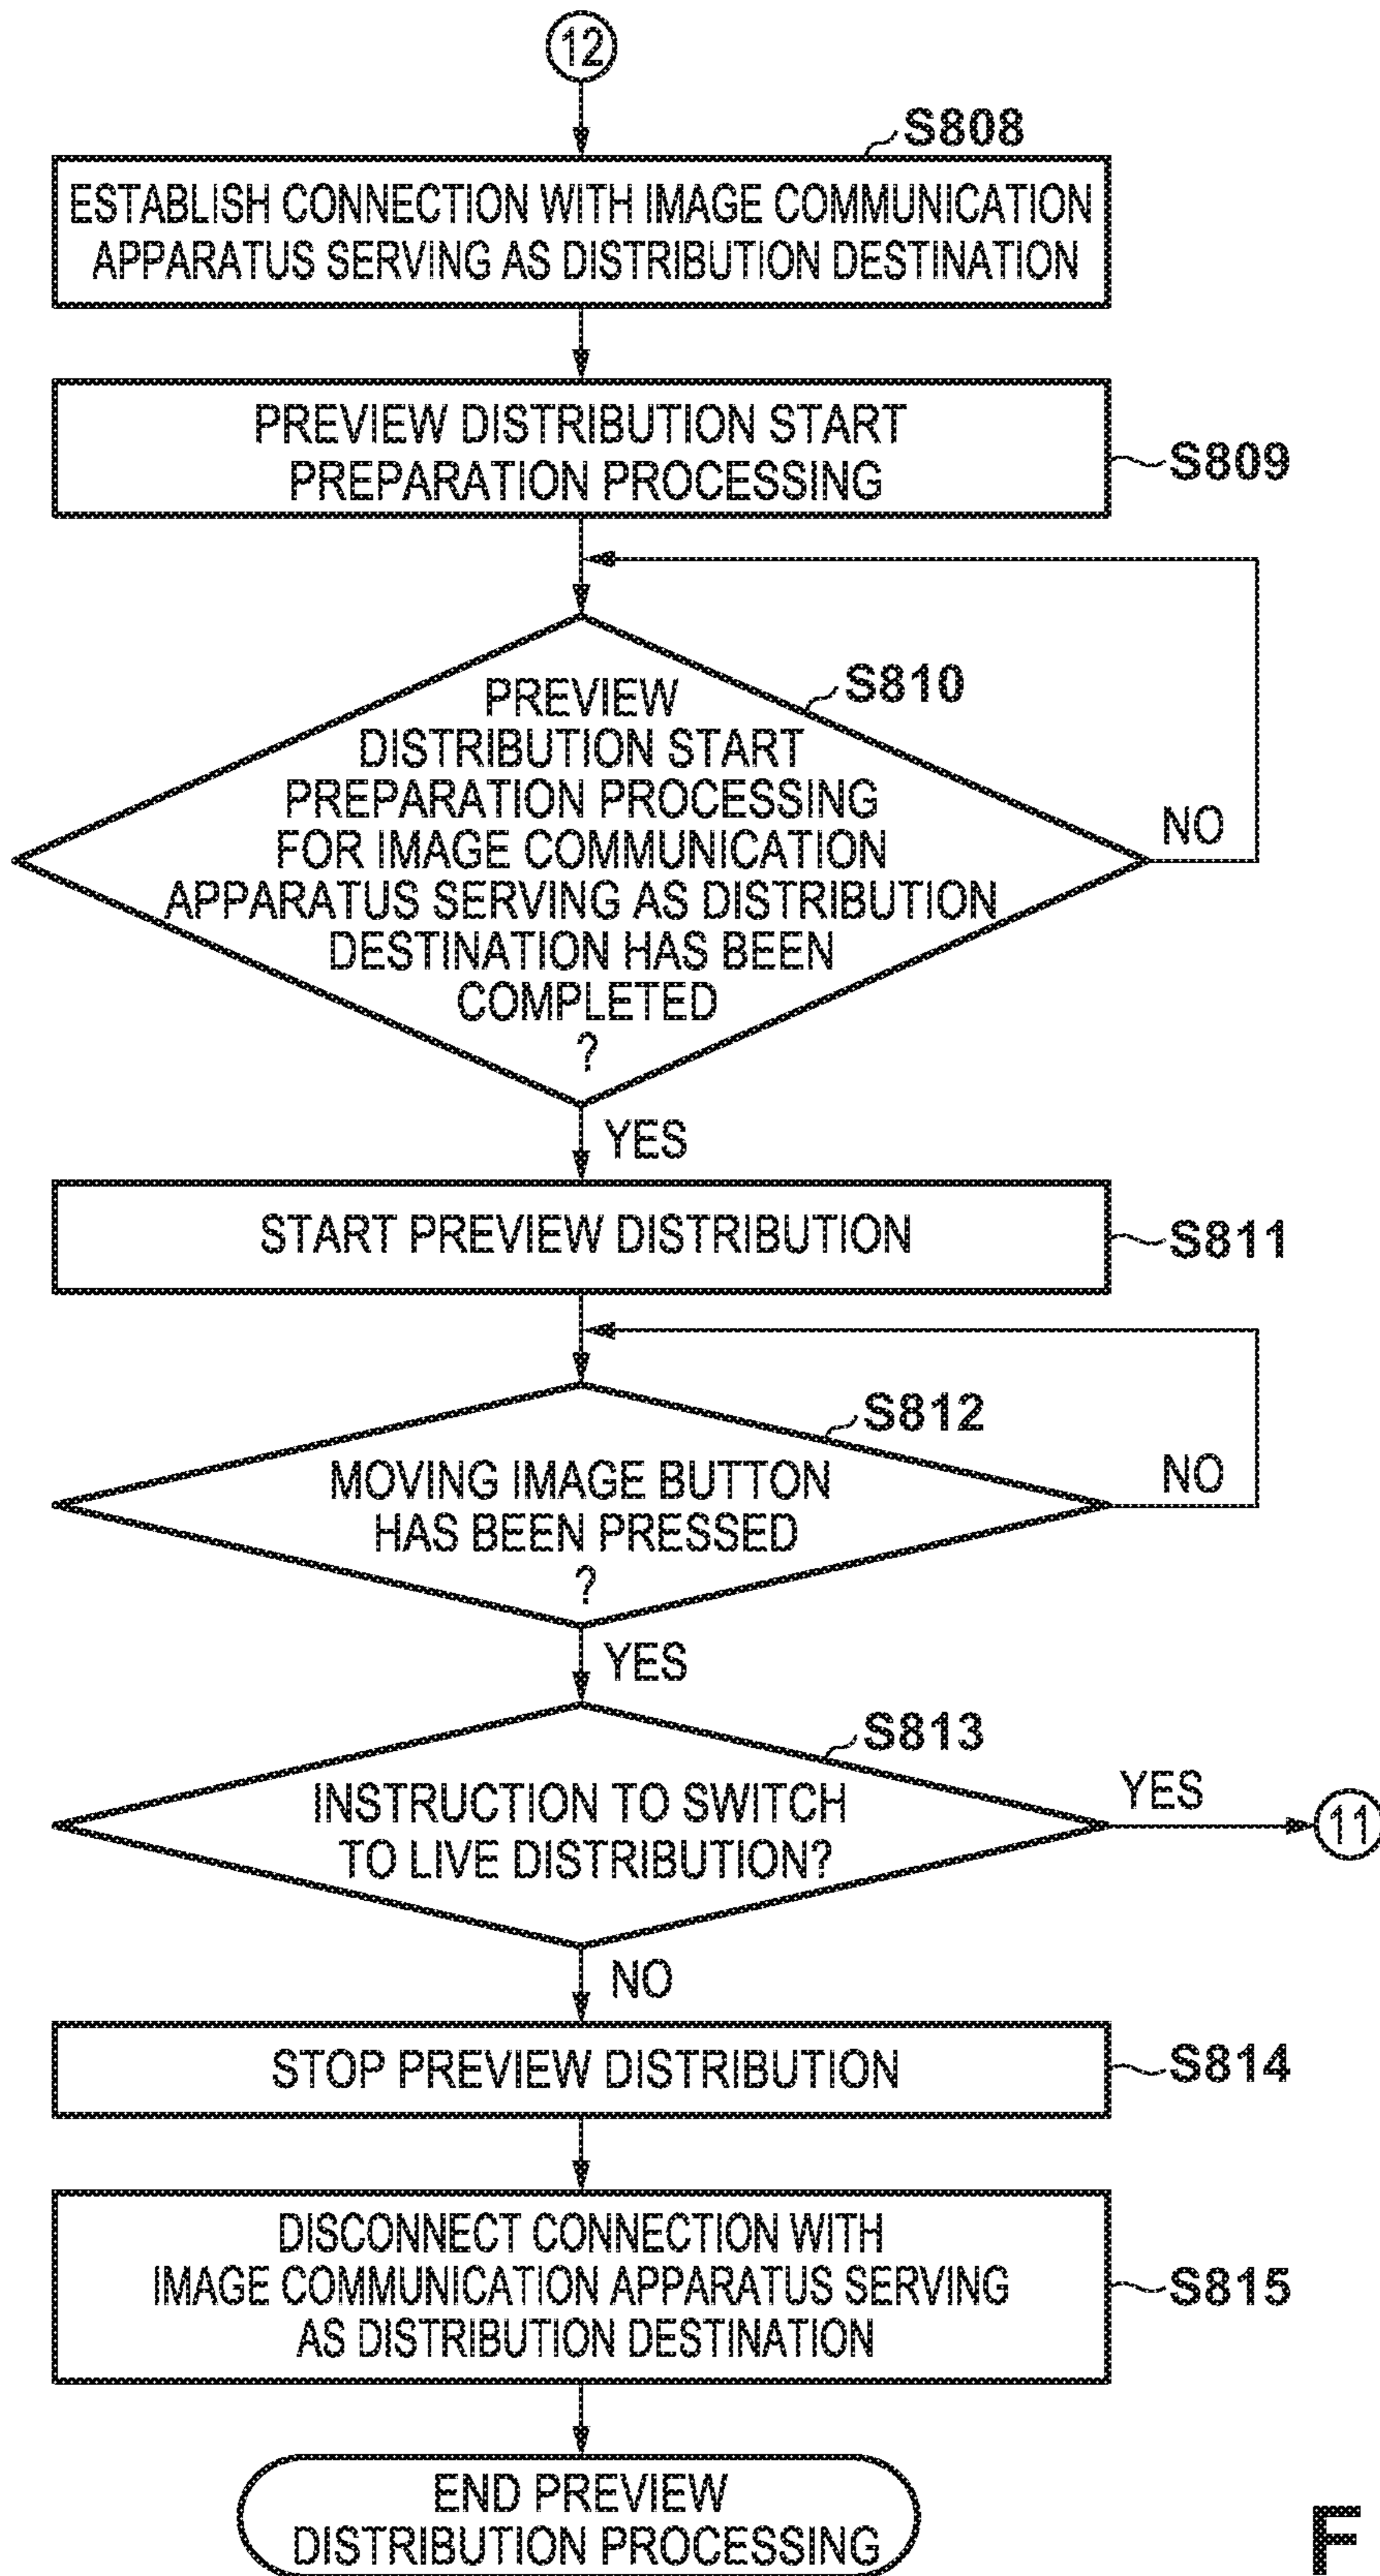 12
S808
ESTABLISH CONNECTION WITH IMAGE COMMUNICATION
APPARATUS SERVING AS DISTRIBUTION DESTINATION
PREVIEW DISTRIBUTION START
PREPARATION PROCESSING
S809
S810
PREVIEW
DISTRIBUTION START
PREPARATION PROCESSING
FOR IMAGE COMMUNICATION
APPARATUS SERVING AS DISTRIBUTION
DESTINATION HAS BEEN
COMPLETED
?
NO
YES
START PREVIEW DISTRIBUTION
S811
S812
MOVING IMAGE BUTTON
HAS BEEN PRESSED
?
NO
YES
S813
INSTRUCTION TO SWITCH
TO LIVE DISTRIBUTION?
YES
11
NO
STOP PREVIEW DISTRIBUTION
S814
DISCONNECT CONNECTION WITH
IMAGE COMMUNICATION APPARATUS SERVING
AS DISTRIBUTION DESTINATION
S815
END PREVIEW
DISTRIBUTION PROCESSING
F